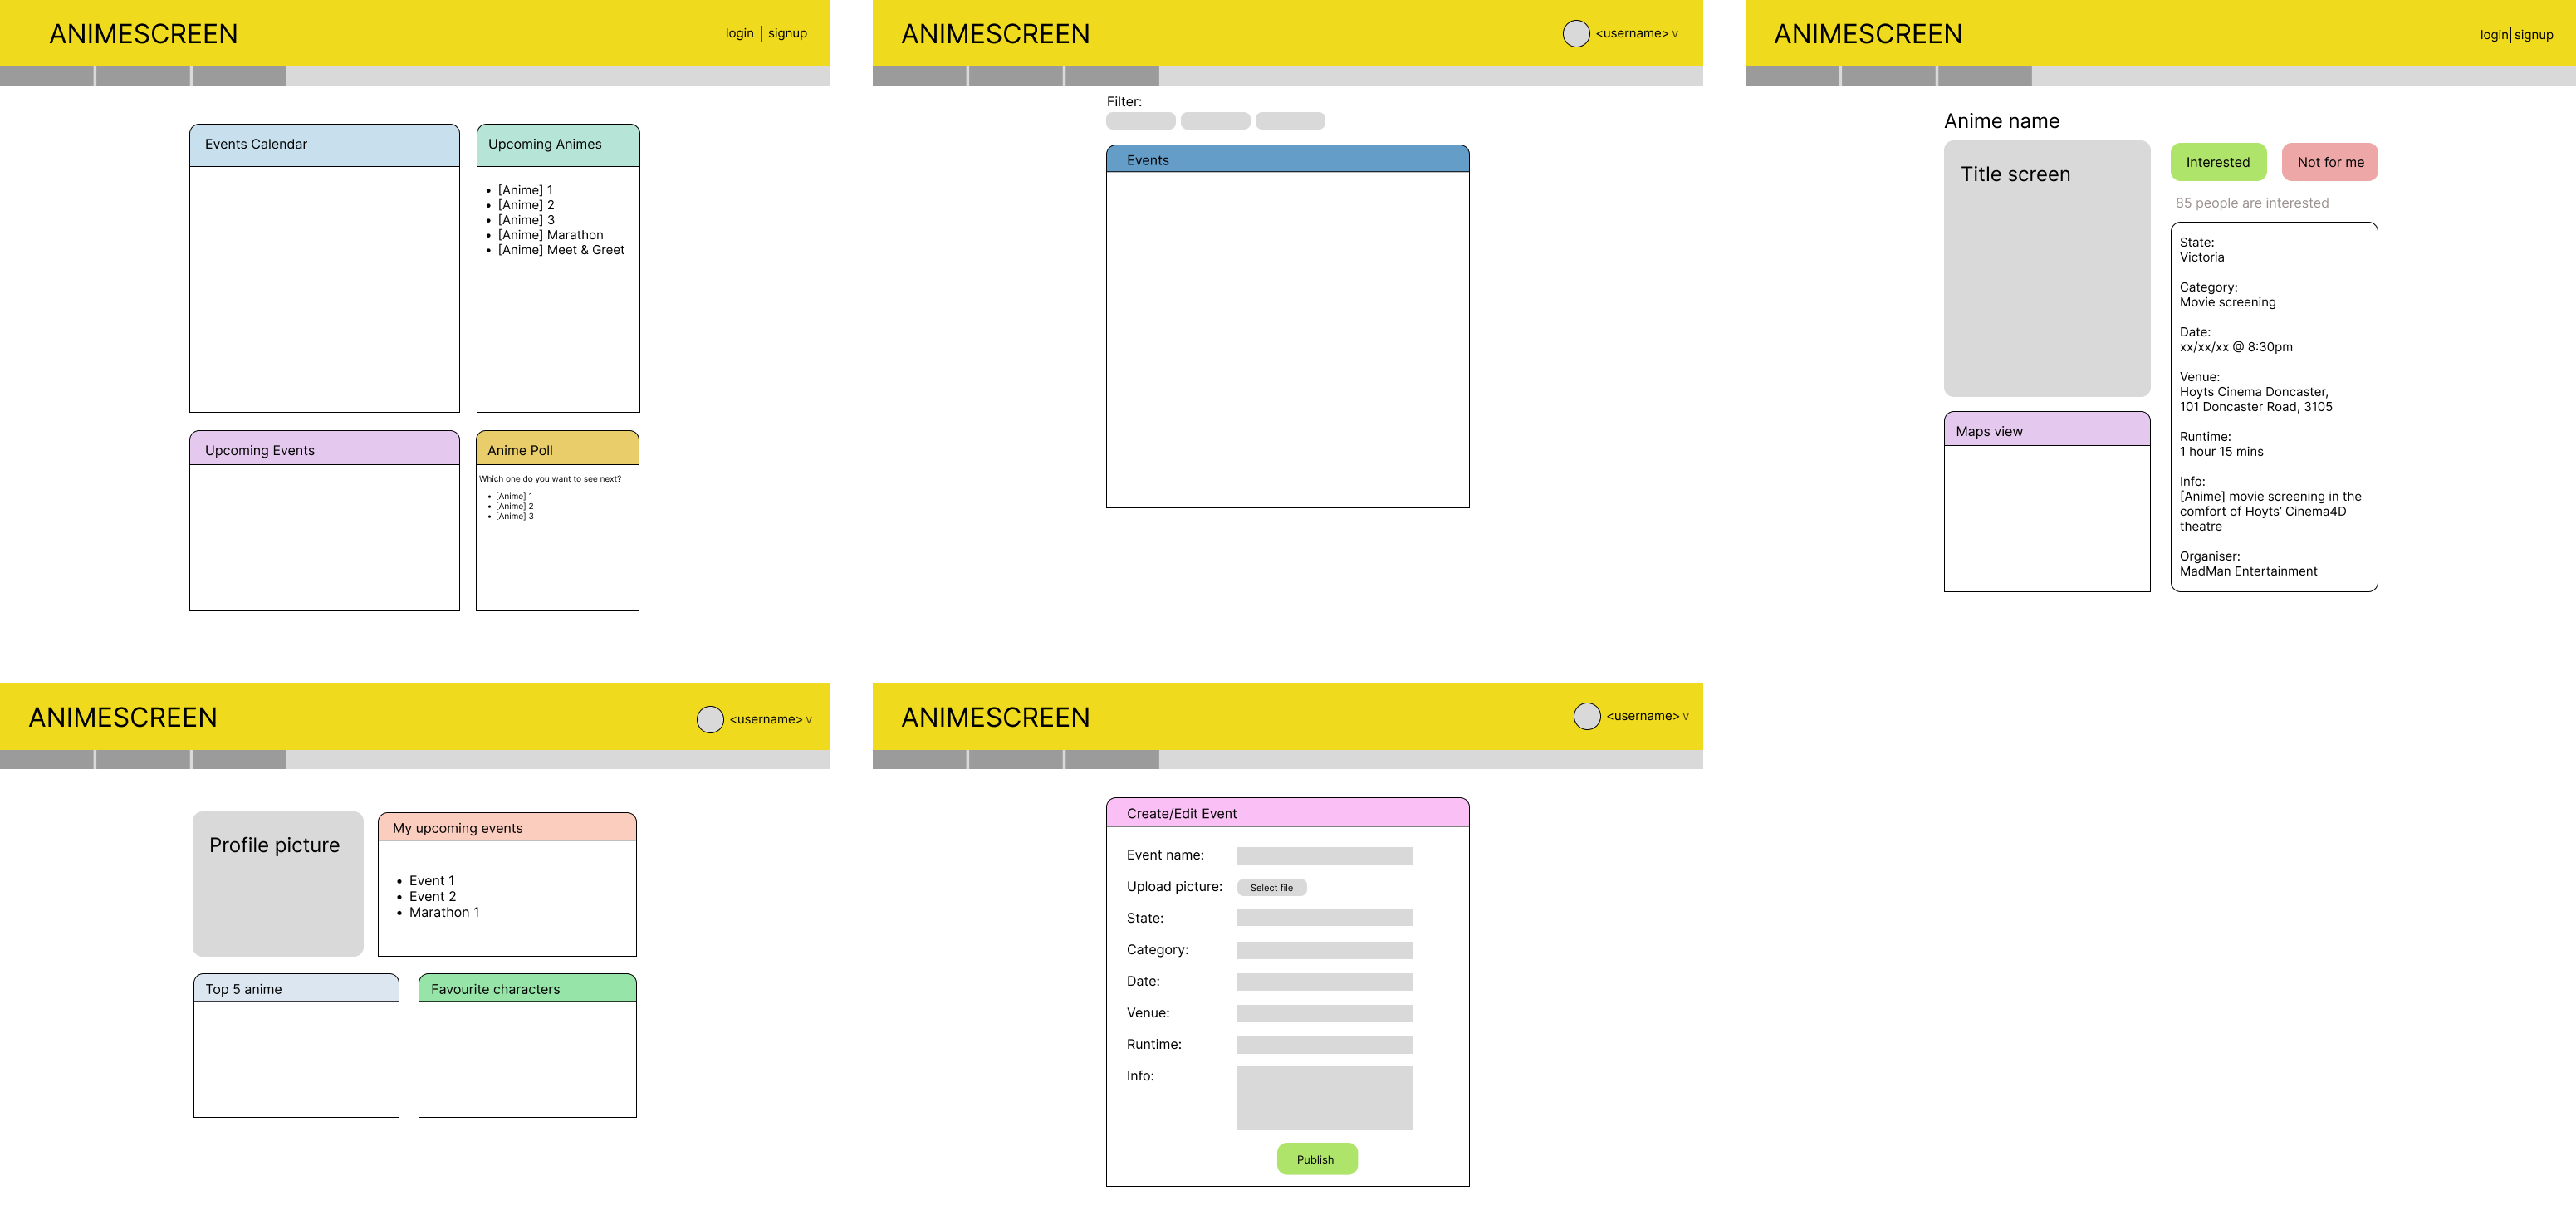 ANIMESCREEN
login | signup
Events Calendar
Upcoming Animes
• [Anime] 1
• [Anime] 2
• [Anime] 3
• [Anime] Marathon
• [Anime] Meet & Greet
Upcoming Events
Anime Poll
Which one do you want to see next?
• [Anime] 1
• [Anime] 2
• [Anime] 3
ANIMESCREEN
<username> v
Filter:
Events
ANIMESCREEN
login|signup
Anime name
Title screen
Interested
Not for me
85 people are interested
State:
Victoria
Category:
Movie screening
Date:
xx/xx/xx @ 8:30pm
Venue:
Hoyts Cinema Doncaster,
101 Doncaster Road, 3105
Runtime:
1 hour 15 mins
Info:
[Anime] movie screening in the
comfort of Hoyts’ Cinema4D
theatre
Organiser:
MadMan Entertainment
Maps view
ANIMESCREEN
<username> v
Profile picture
My upcoming events
• Event 1
• Event 2
• Marathon 1
Top 5 anime
Favourite characters
ANIMESCREEN
<username> v
Create/Edit Event
Event name:
Upload picture:
Select file
State:
Category:
Date:
Venue:
Runtime:
Info:
Publish